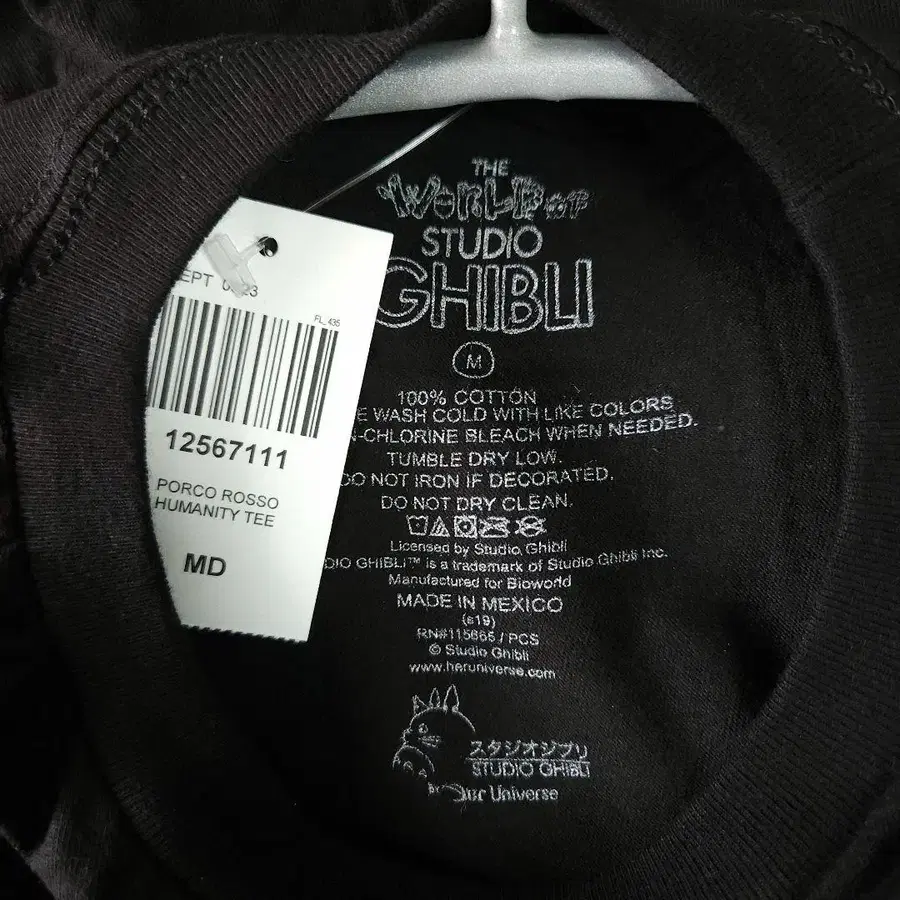 THE
WORLD OF
STUDIO
GHIBLI
M
100% COTTON
E WASH COLD WITH LIKE COLORS
N-CHLORINE BLEACH WHEN NEEDED.
TUMBLE DRY LOW.
DO NOT IRON IF DECORATED.
DO NOT DRY CLEAN.
Licensed by Studio Ghibli
DIO GHIBLI™ is a trademark of Studio Ghibli Inc.
Manufactured for Bioworld
MADE IN MEXICO
(s19)
RN#115665 / PCS
© Studio Ghibli
www.heruniverse.com
スタジオジブリ
STUDIO GHIBLI
Universe
EPT
FL, 435
12567111
PORCO ROSSO
HUMANITY TEE
MD